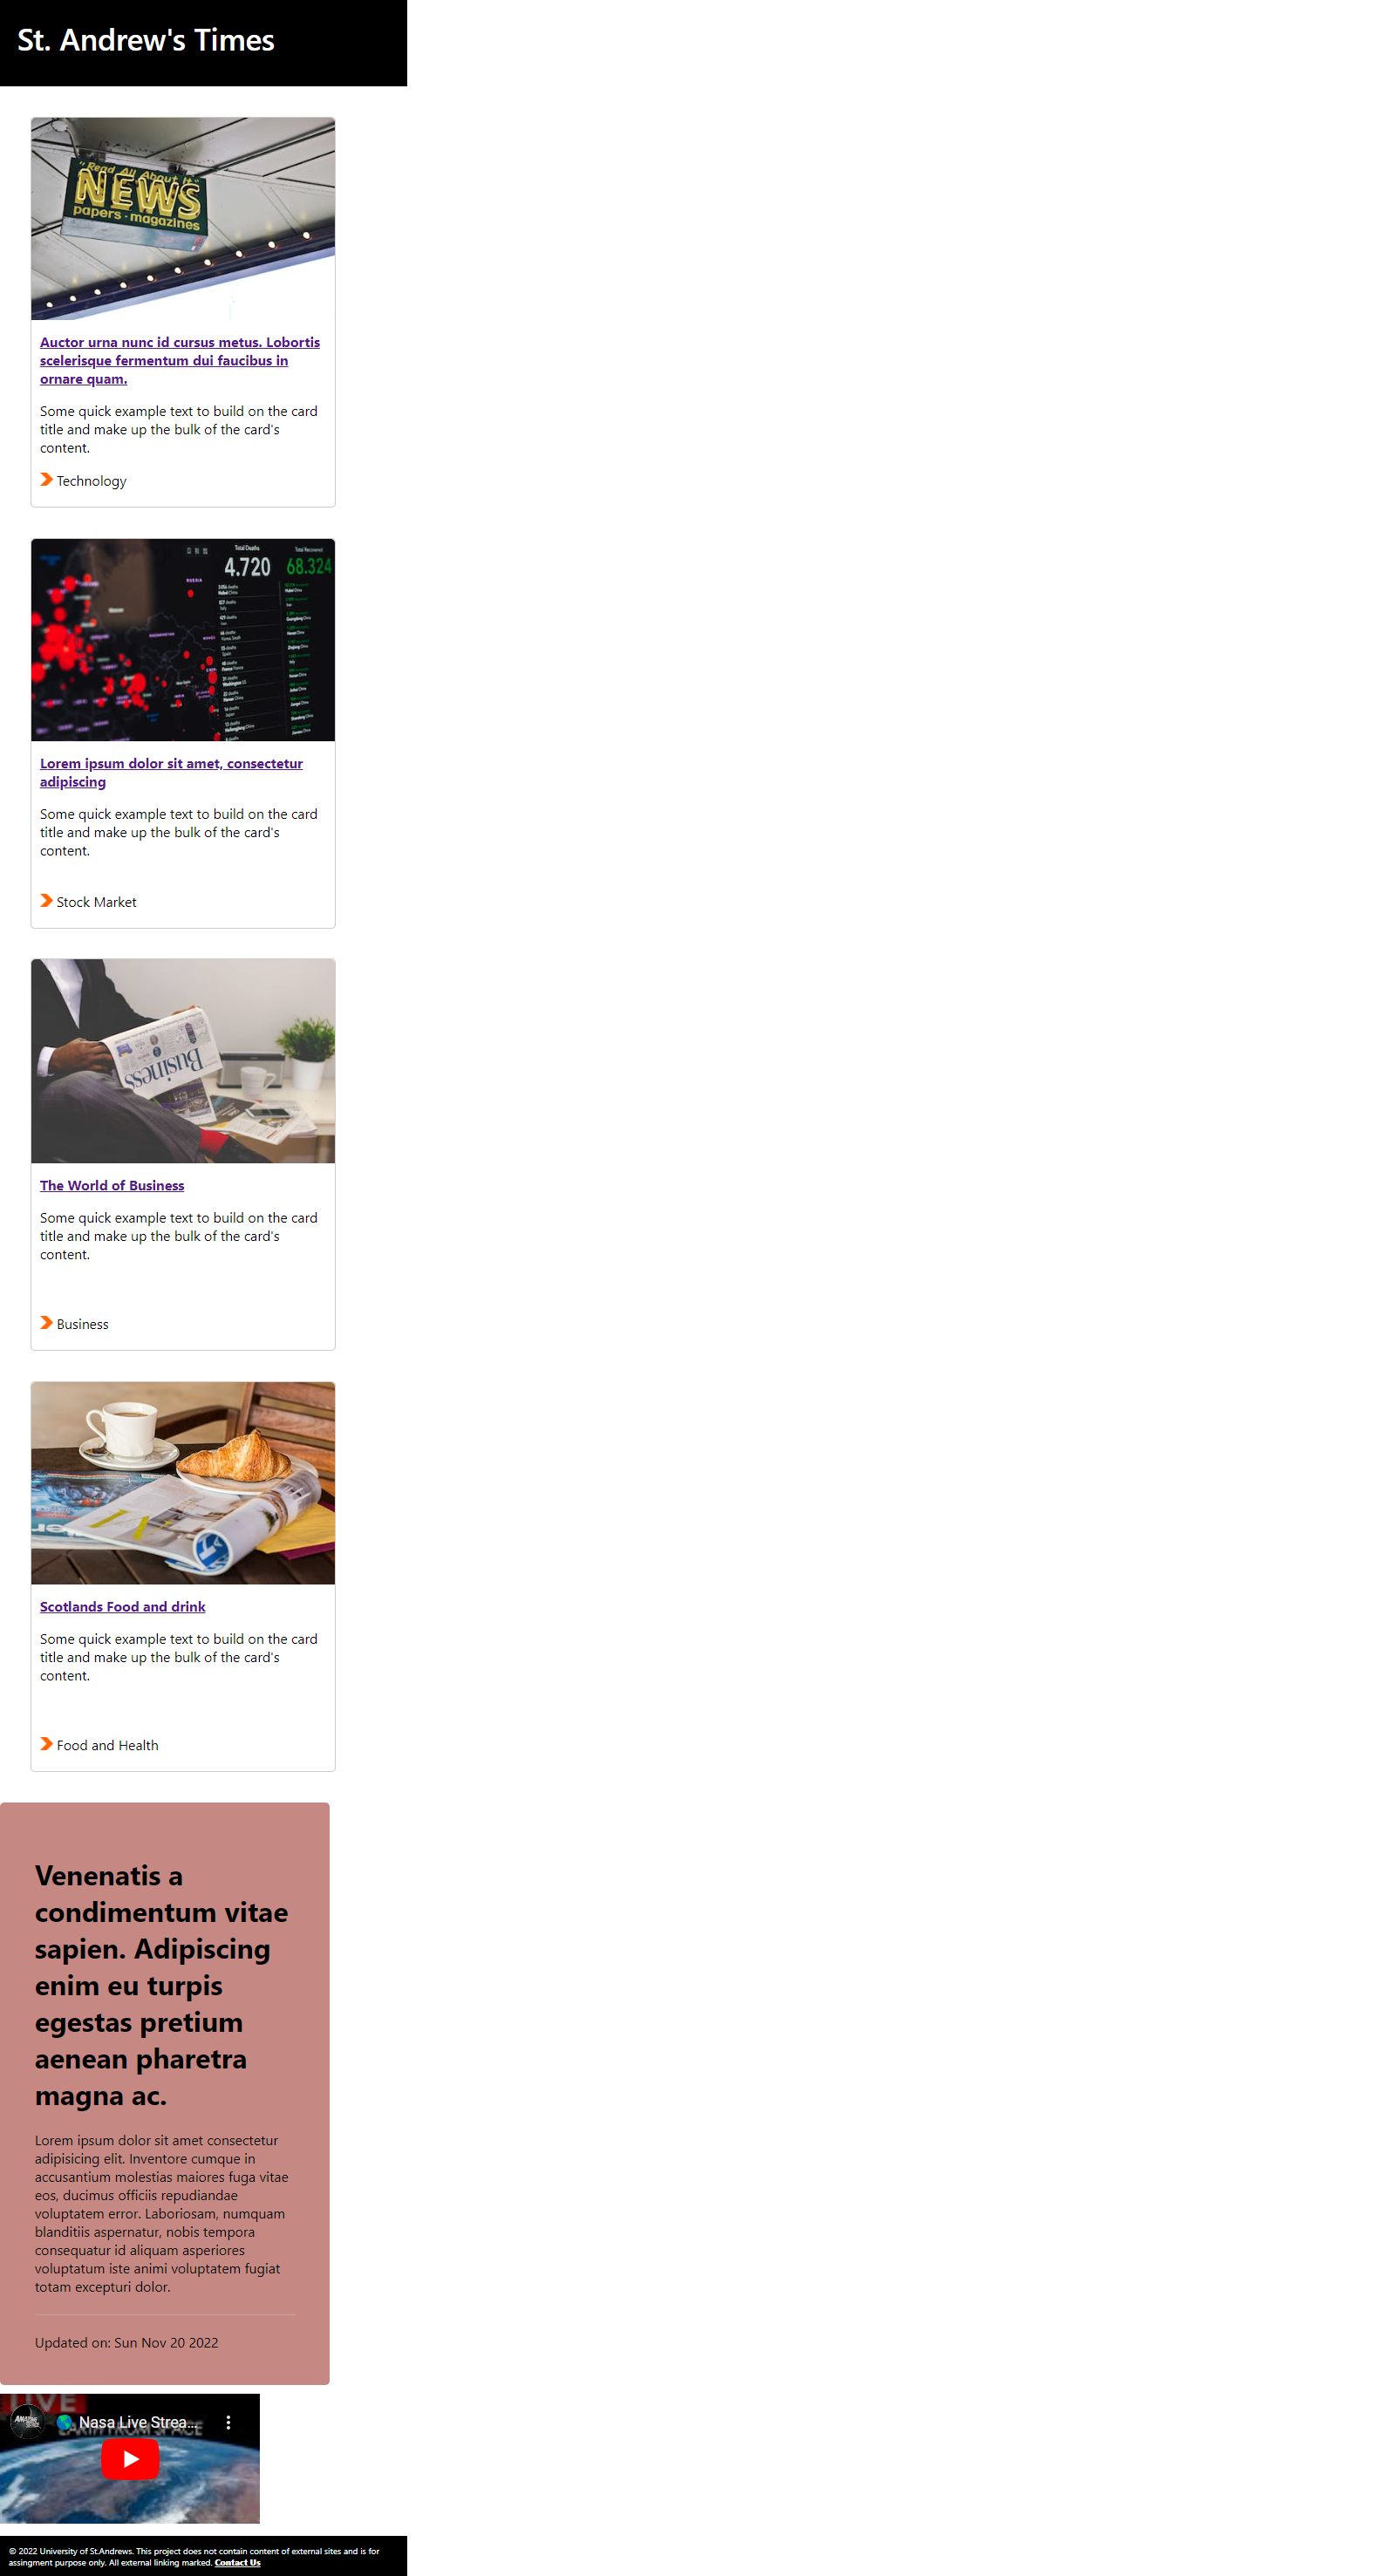 St. Andrew's Times
"Read All About It"
NEWS
papers · magazines
Auctor urna nunc id cursus metus. Lobortis
scelerisque fermentum dui faucibus in
ornare quam.
Some quick example text to build on the card
title and make up the bulk of the card's
content.
Technology
Total Deaths
Total Recovered
4.720
68.324
Lorem ipsum dolor sit amet, consectetur
adipiscing
Some quick example text to build on the card
title and make up the bulk of the card's
content.
Stock Market
Business
The World of Business
Some quick example text to build on the card
title and make up the bulk of the card's
content.
Business
Scotlands Food and drink
Some quick example text to build on the card
title and make up the bulk of the card's
content.
Food and Health
Venenatis a
condimentum vitae
sapien. Adipiscing
enim eu turpis
egestas pretium
aenean pharetra
magna ac.
Lorem ipsum dolor sit amet consectetur
adipisicing elit. Inventore cumque in
accusantium molestias maiores fuga vitae
eos, ducimus officiis repudiandae
voluptatem error. Laboriosam, numquam
blanditiis aspernatur, nobis tempora
consequatur id aliquam asperiores
voluptatum iste animi voluptatem fugiat
totam excepturi dolor.
Updated on: Sun Nov 20 2022
LIVE
AMAZING SPACE
Nasa Live Strea...
EARTH FROM SPACE
© 2022 University of St.Andrews. This project does not contain content of external sites and is for
assingment purpose only. All external linking marked. Contact Us